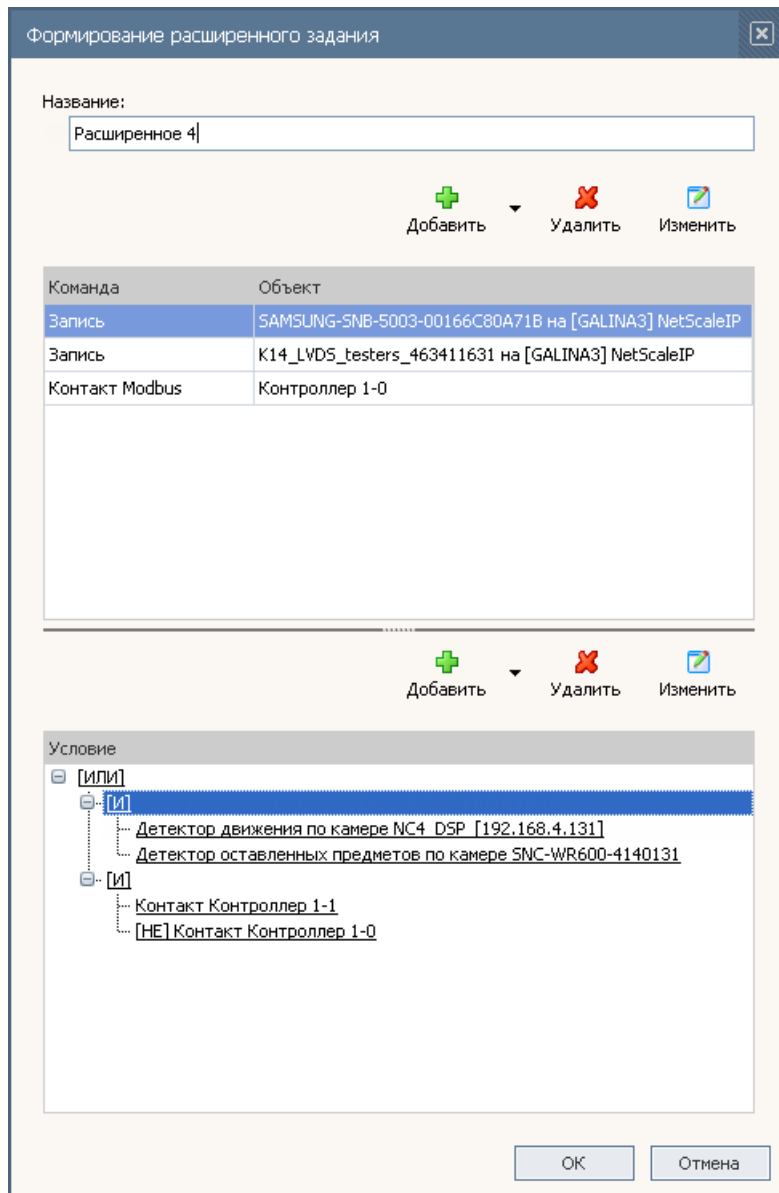 Формирование расширенного задания
Название:
Расширенное 4
Добавить Удалить Изменить
Команда Объект
Запись SAMSUNG-SNB-5003-00166C80A71B на [GALINA3] NetScaleIP
Запись K14_LVDS_testers_463411631 на [GALINA3] NetScaleIP
Контакт Modbus Контроллер 1-0
Добавить Удалить Изменить
Условие
[ИЛИ]
[И]
Детектор движения по камере NC4_DSP_[192.168.4.131]
Детектор оставленных предметов по камере SNC-WR600-4140131
[И]
Контакт Контроллер 1-1
[НЕ] Контакт Контроллер 1-0
ОК Отмена